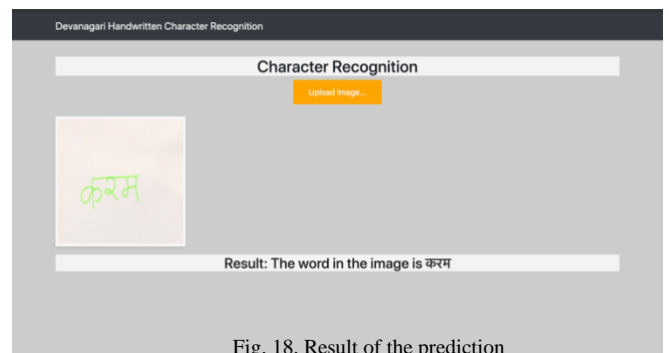 Devanagari Handwritten Character Recognition
Character Recognition
Upload Image...
करम
Result: The word in the image is करम
Fig. 18. Result of the prediction